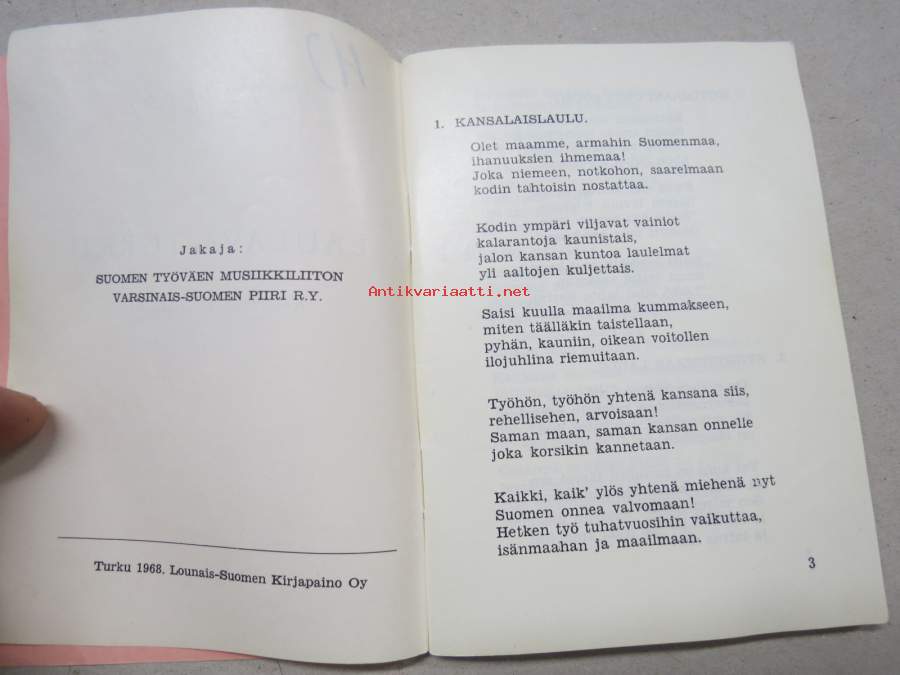 Jakaja:
SUOMEN TYÖVÄEN MUSIIKKILIITON
VARSINAIS-SUOMEN PIIRI R.Y.
Turku 1968. Lounais-Suomen Kirjapaino Oy
1. KANSALAISLAULU.
Olet maamme, armahin Suomenmaa,
ihanuuksien ihmemaa!
Joka niemeen, notkohon, saarelmaan
kodin tahtoisin nostattaa.
Kodin ympäri viljavat vainiot
kalarantoja kaunistais,
jalon kansan kuntoa laulelmat
yli aaltojen kuljettais.
Antikvariaatti.net
Saisi kuulla maailma kummakseen,
miten täälläkin taistellaan,
pyhän, kauniin, oikean voitollen
ilojuhlina riemuitaan.
Työhön, työhön yhtenä kansana siis,
rehellisehen, arvoisaan!
Saman maan, saman kansan onnelle
joka korsikin kannetaan.
Kaikki, kaik' ylös yhtenä miehenä nyt
Suomen onnea valvomaan!
Hetken työ tuhatvuosihin vaikuttaa,
isänmaahan ja maailmaan.
3